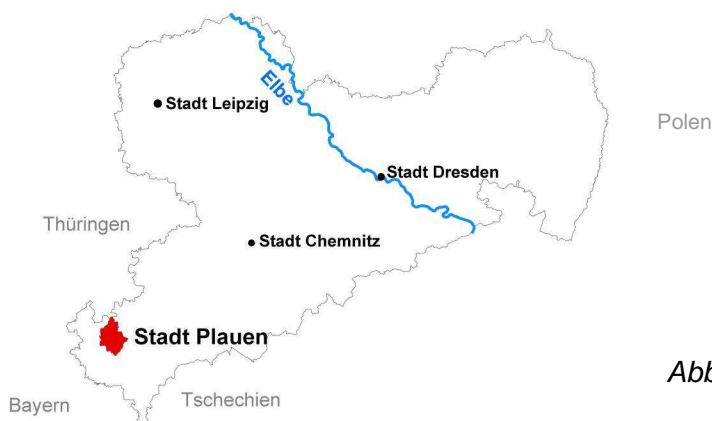 Elbe
Stadt Leipzig
Polen
Stadt Dresden
Thüringen
Stadt Chemnitz
Stadt Plauen
Abb
Bayern
Tschechien